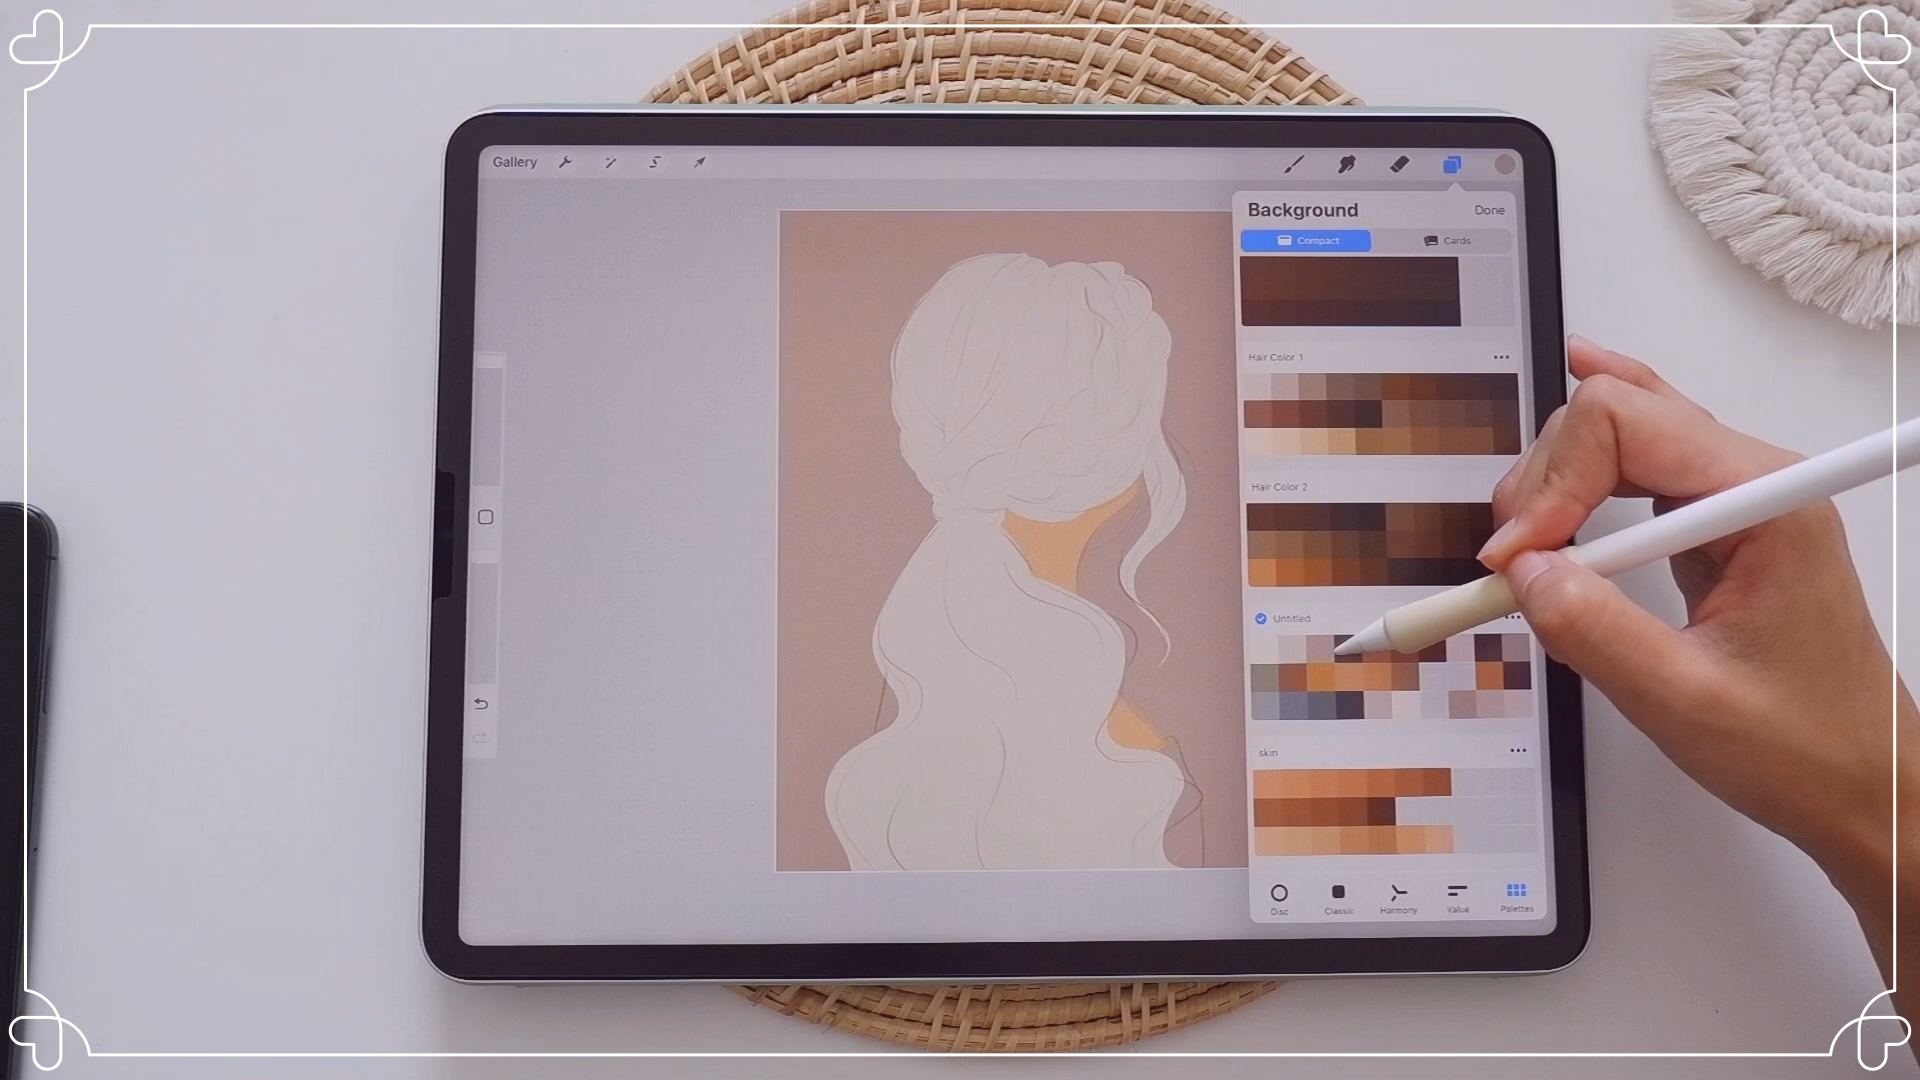 Gallery
Background
Done
Compact
Cards
Hair Color 1
Hair Color 2
Untitled
skin
Disc
Classic
Harmony
Value
Palettes